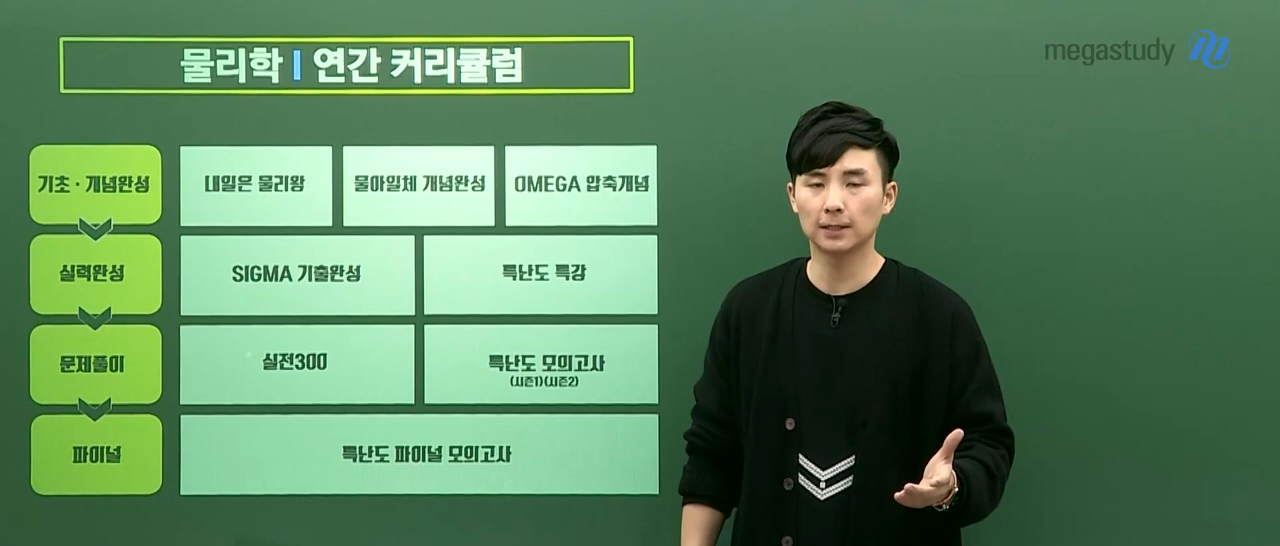 물리학 I 연간 커리큘럼
megastudy
기초 · 개념완성
내일은 물리왕
물아일체 개념완성
OMEGA 압축개념
실력완성
SIGMA 기출완성
특난도 특강
문제풀이
실전300
특난도 모의고사
(시즌1)(시즌2)
파이널
특난도 파이널 모의고사